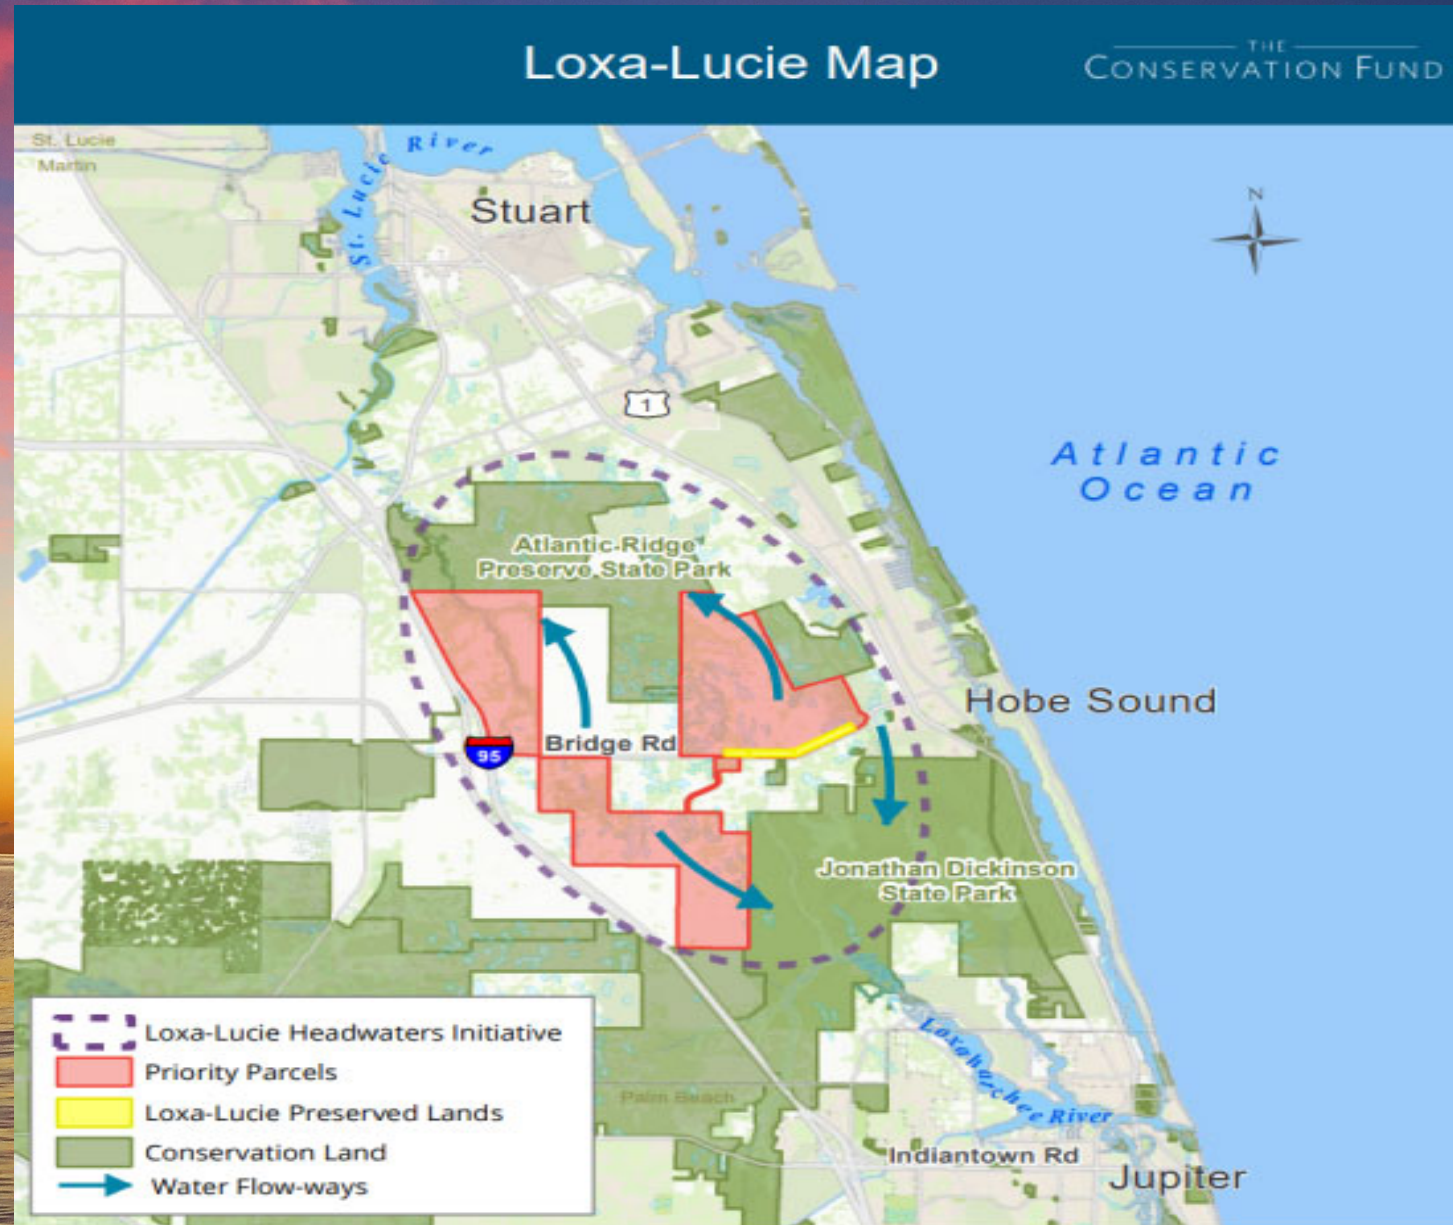 Loxa-Lucie Map
THE
CONSERVATION FUND
St. Lucie
Martin
St. Lucie River
Stuart
N
1
Atlantic
Ocean
Atlantic-Ridge
Preserve State Park
Hobe Sound
Bridge Rd
95
Jonathan Dickinson
State Park
Loxahatchee River
Palm Beach
Indiantown Rd
Jupiter
Loxa-Lucie Headwaters Initiative
Priority Parcels
Loxa-Lucie Preserved Lands
Conservation Land
Water Flow-ways